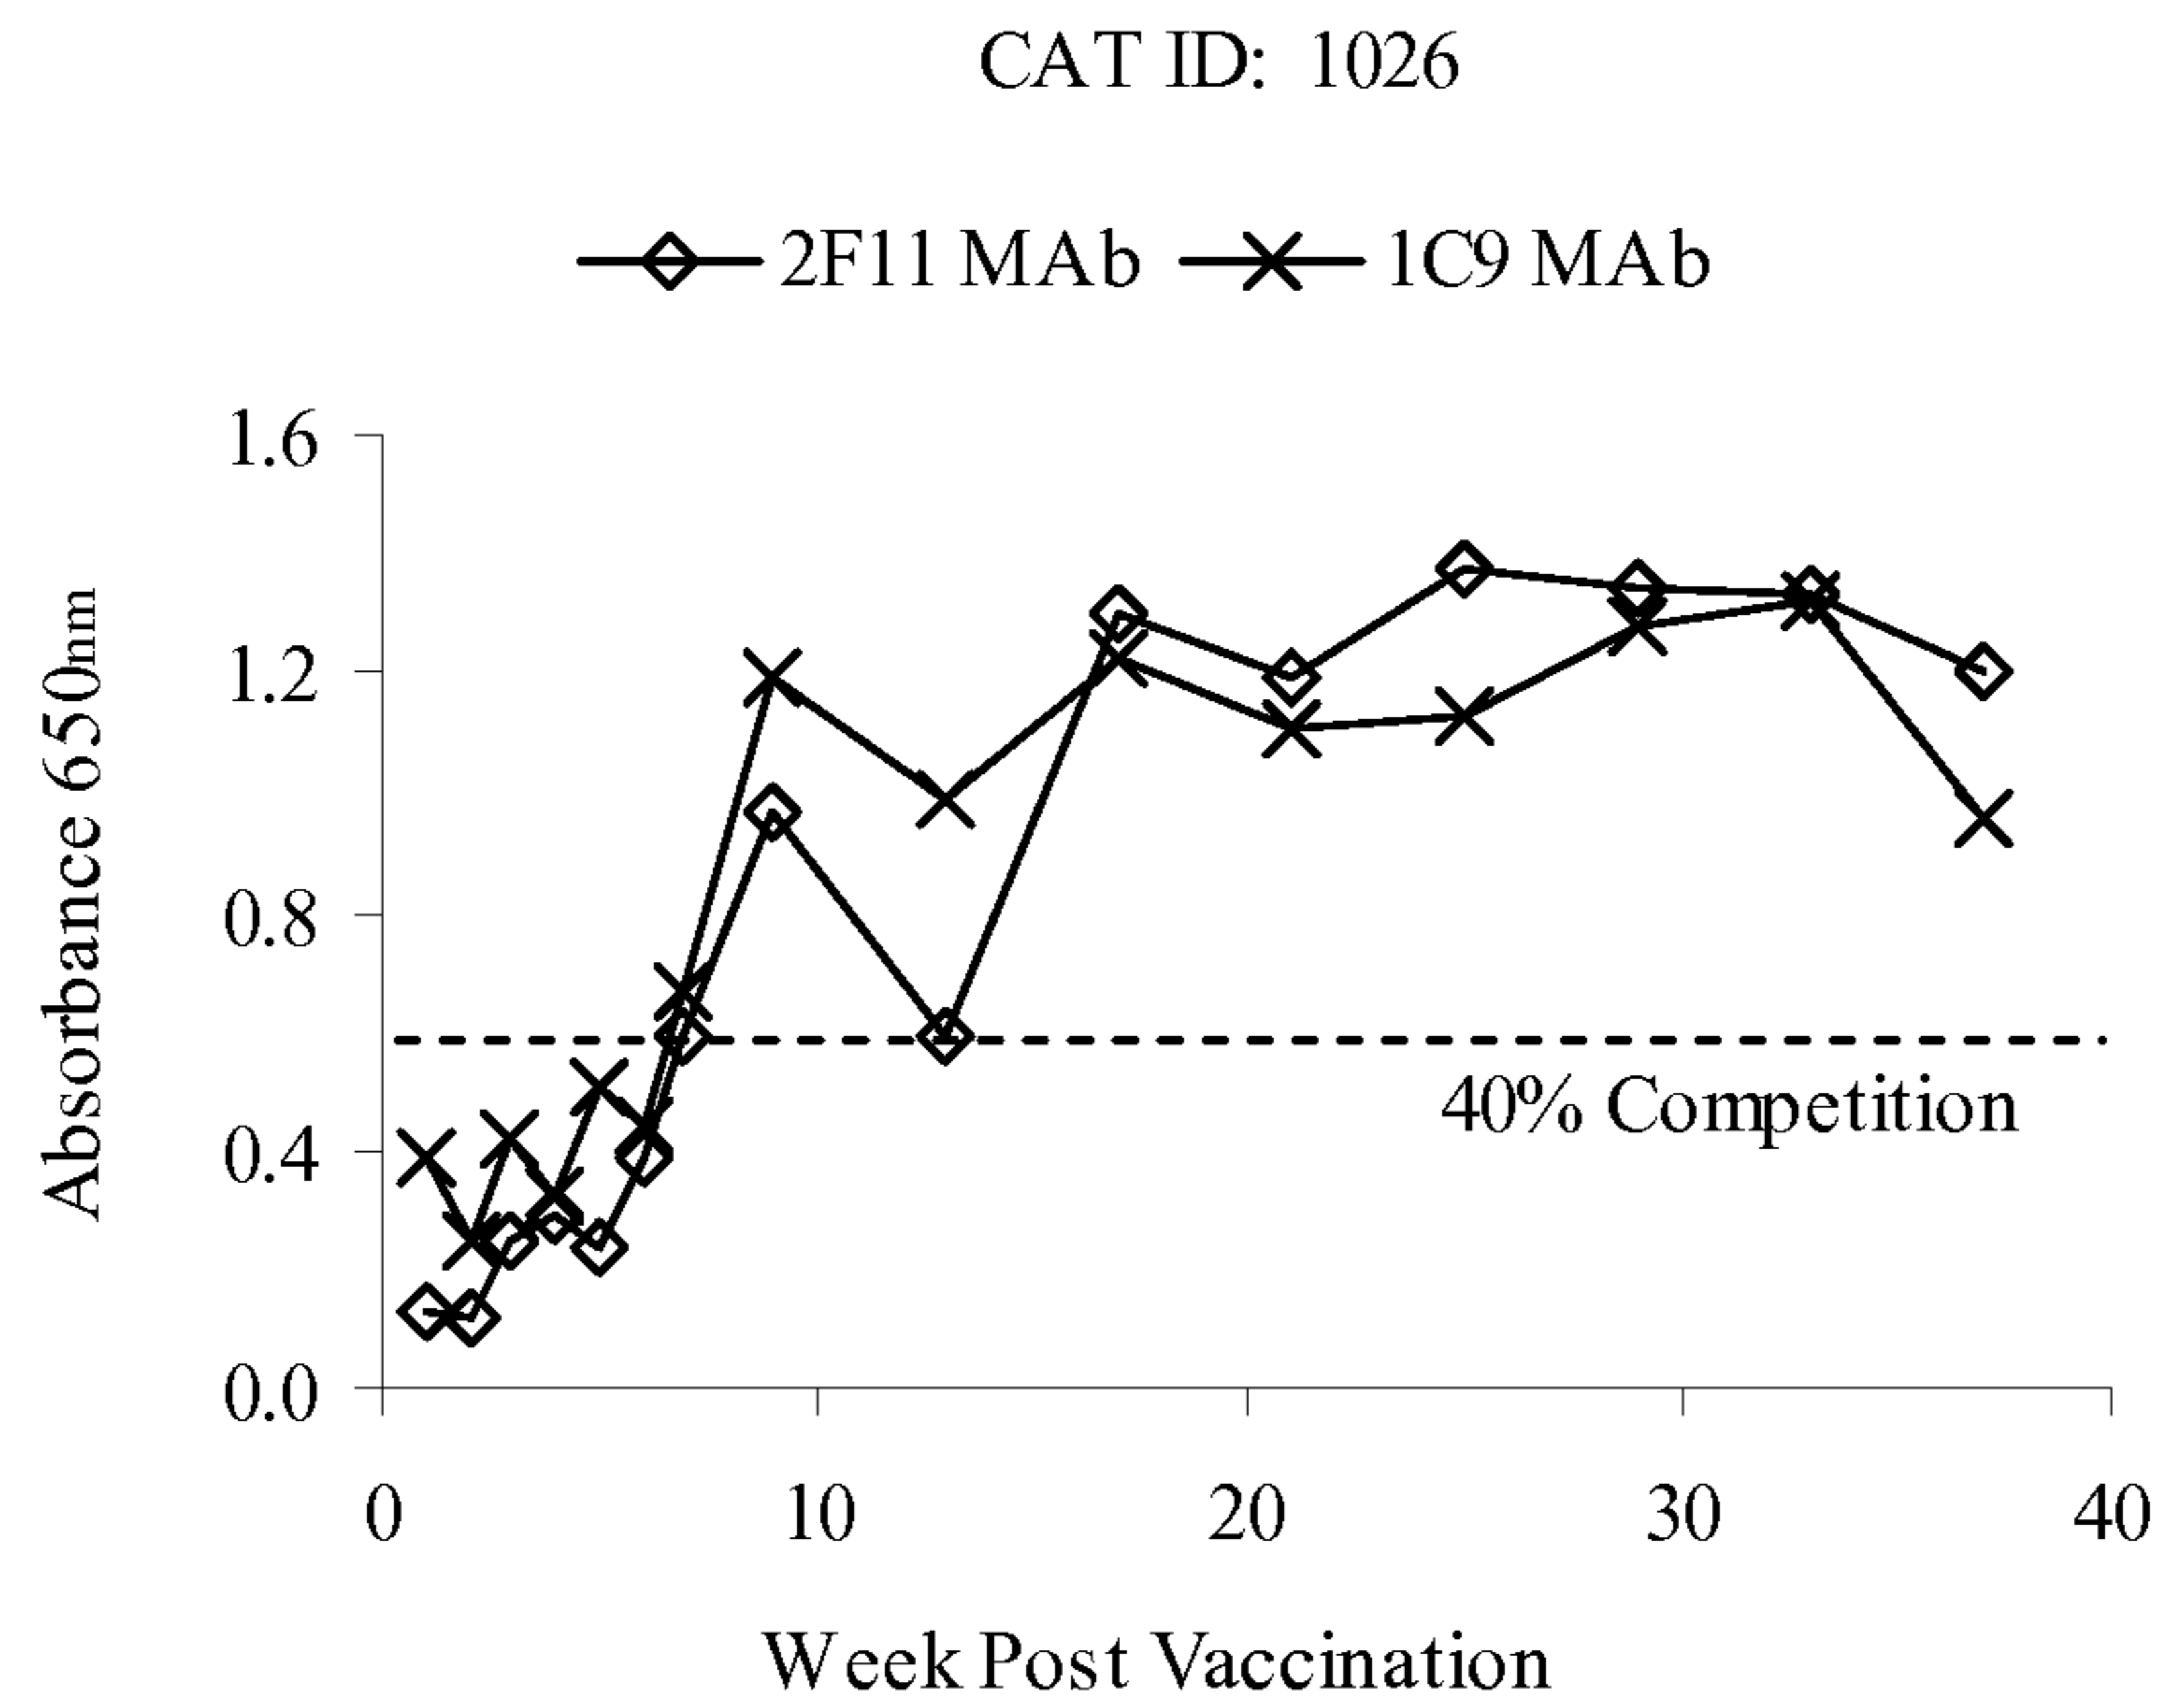 CAT ID: 1026
2F11 MAb 1C9 MAb
1.6
1.2
0.8
0.4
0.0
Absorbance 650nm
40% Competition
0 10 20 30 40
Week Post Vaccination